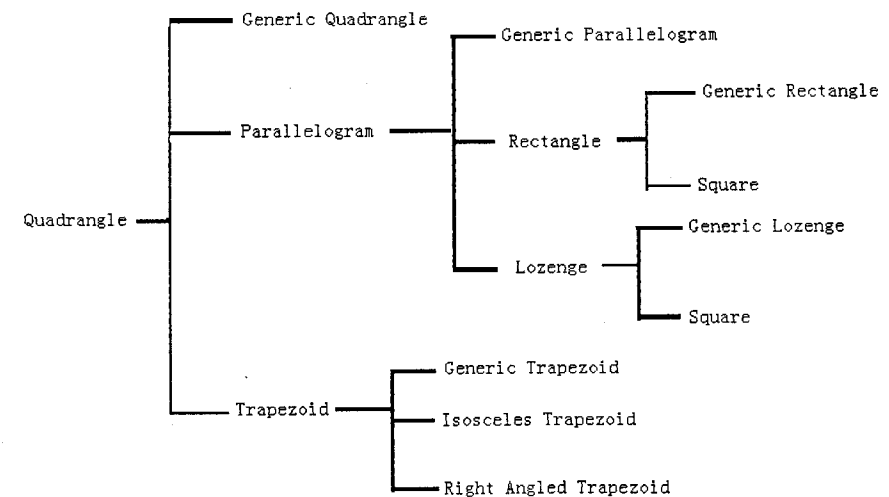 Generic Quadrangle
Generic Parallelogram
Generic Rectangle
Parallelogram
Rectangle
Square
Quadrangle
Generic Lozenge
Lozenge
Square
Generic Trapezoid
Trapezoid
Isosceles Trapezoid
Right Angled Trapezoid